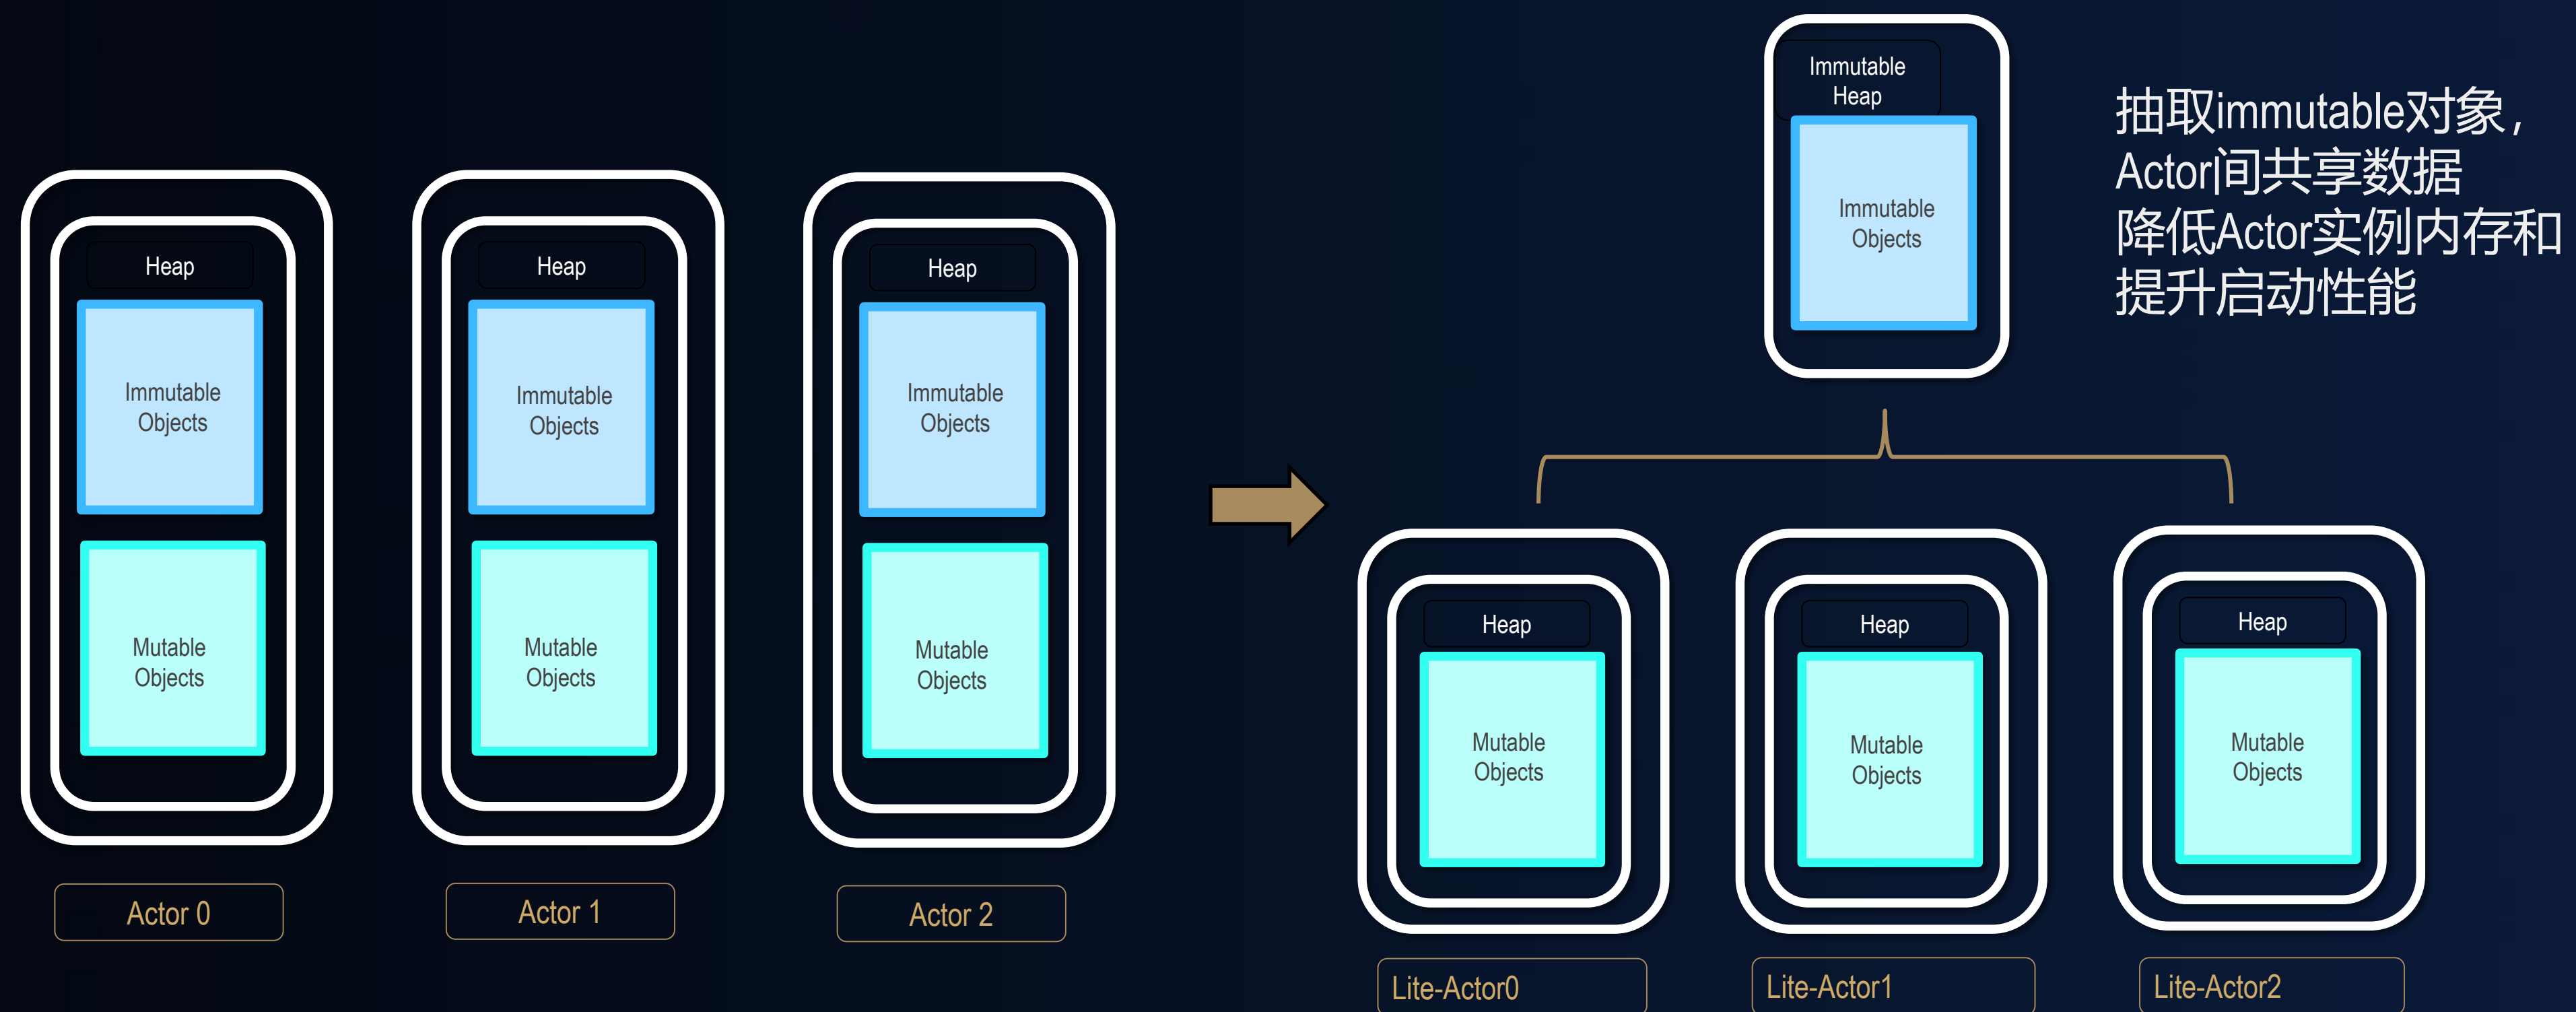 Heap
Immutable
Objects
Mutable
Objects
Actor 0
Heap
Immutable
Objects
Mutable
Objects
Actor 1
Heap
Immutable
Objects
Mutable
Objects
Actor 2
Immutable
Heap
Immutable
Objects
抽取immutable对象，
Actor间共享数据
降低Actor实例内存和
提升启动性能
Heap
Mutable
Objects
Lite-Actor0
Heap
Mutable
Objects
Lite-Actor1
Heap
Mutable
Objects
Lite-Actor2